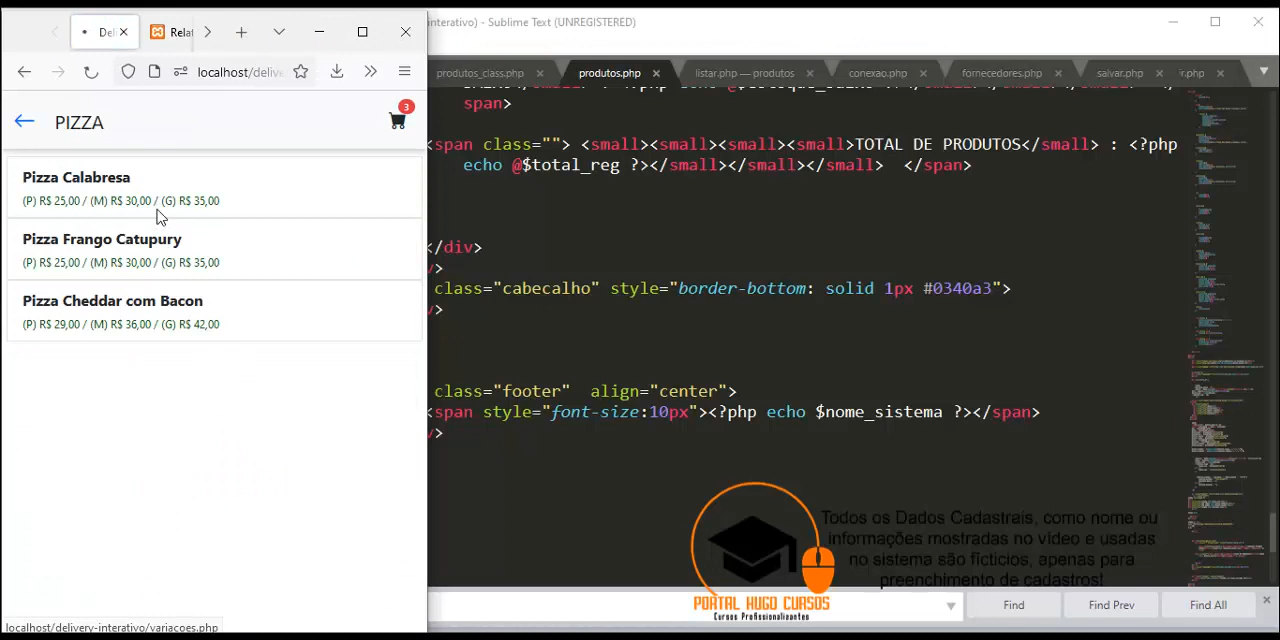 interativo) - Sublime Text (UNREGISTERED)
Del
Relat
localhost/deliv
produtos_class.php
produtos.php
listar.php — produtos
conexao.php
fornecedores.php
salvar.php
ir.php
PIZZA
3
Pizza Calabresa
(P) R$ 25,00 / (M) R$ 30,00 / (G) R$ 35,00
Pizza Frango Catupury
(P) R$ 25,00 / (M) R$ 30,00 / (G) R$ 35,00
Pizza Cheddar com Bacon
(P) R$ 29,00 / (M) R$ 36,00 / (G) R$ 42,00
localhost/delivery-interativo/variacoes.php
span>
<span class=""> <small><small><small><small>TOTAL DE PRODUTOS</small> : <?php
echo @$total_reg ?></small></small></small>  </span>
</div>
v>
class="cabecalho" style="border-bottom: solid 1px #0340a3">
v>
class="footer"  align="center">
<span style="font-size:10px"><?php echo $nome_sistema ?></span>
v>
Todos os Dados Cadastrais, como nome ou
informações mostradas no vídeo e usadas
no sistema são fictícios, apenas para
preenchimento de cadastros!
PORTAL HUGO CURSOS
Cursos Profissionalizantes
Find
Find Prev
Find All